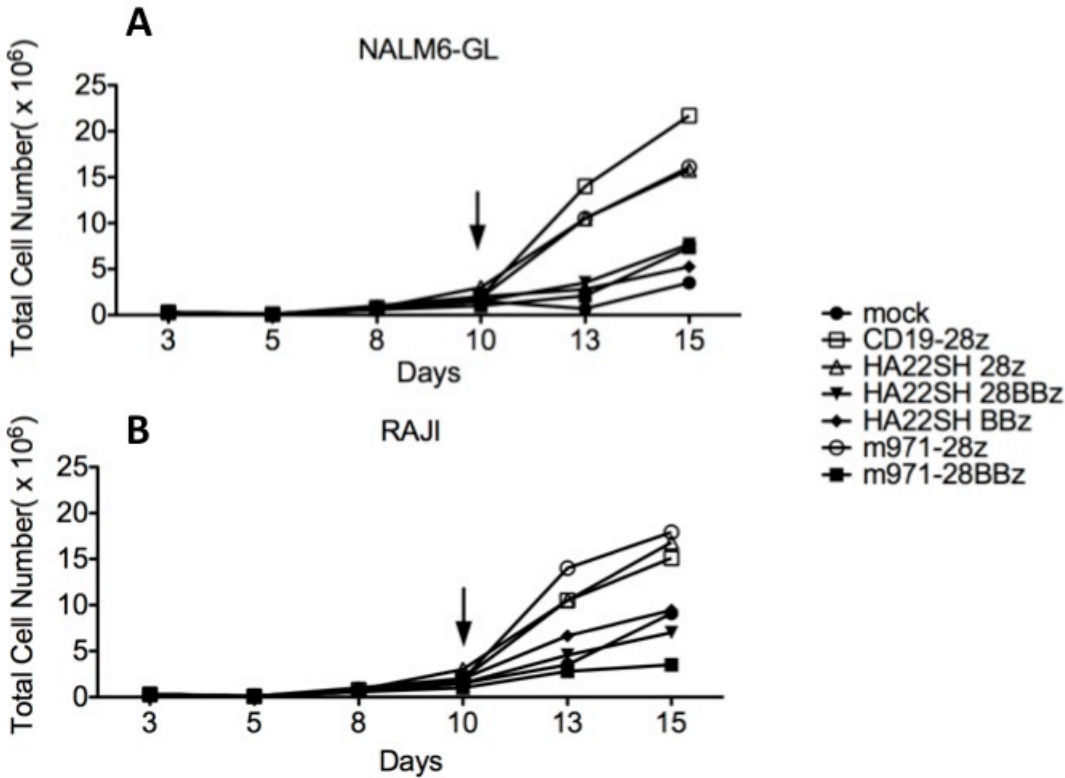 A
NALM6-GL
Total Cell Number( x 10⁶)
25
20
15
10
5
0
3 5 8 10 13 15
Days
mock
CD19-28z
HA22SH 28z
HA22SH 28BBz
HA22SH BBz
m971-28z
m971-28BBz
B
RAJI
Total Cell Number( x 10⁶)
25
20
15
10
5
0
3 5 8 10 13 15
Days